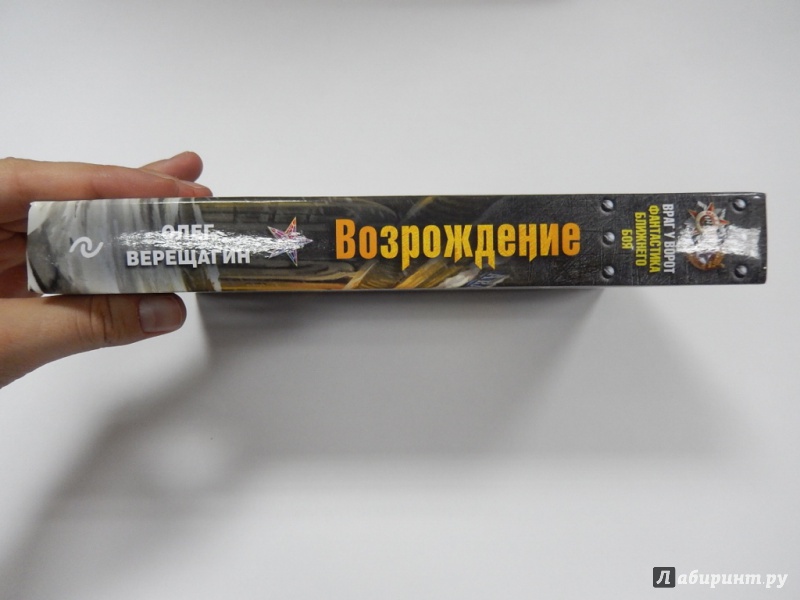 ОЛЕГ
ВЕРЕЩАГИН
Возрождение
ВРАГ У ВОРОТ
ФАНТАСТИКА
БЛИЖНЕГО
БОЯ
Лабиринт.ру